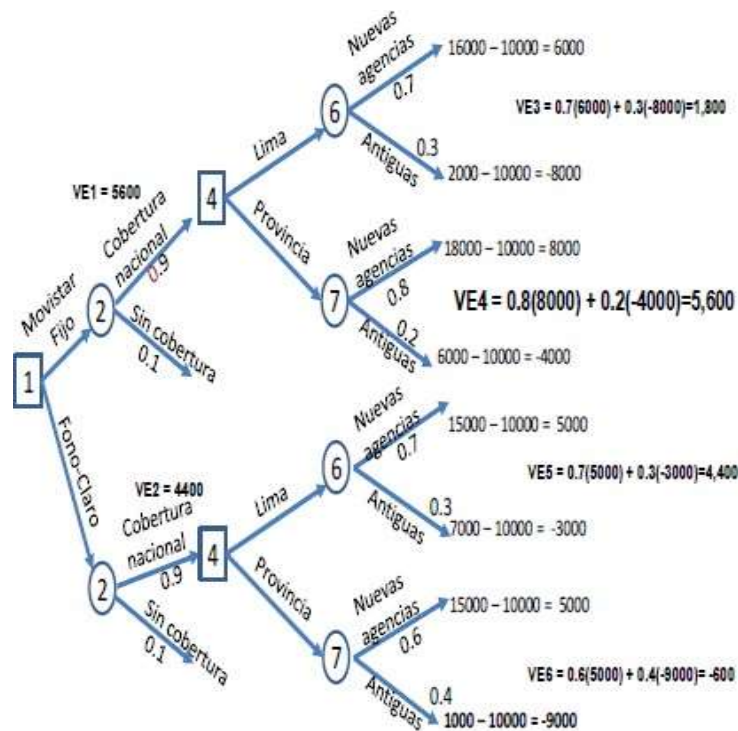 Nuevas
agencias
0.7
16000 – 10000 = 6000
6
VE3 = 0.7(6000) + 0.3(-8000)=1,800
Lima
Antiguas
0.3
2000 – 10000 = -8000
VE1 = 5600
4
Cobertura
nacional
0.9
Provincia
Nuevas
agencias
0.8
18000 – 10000 = 8000
7
VE4 = 0.8(8000) + 0.2(-4000)=5,600
Antiguas
0.2
6000 – 10000 = -4000
Movistar
Fijo
2
Sin cobertura
0.1
1
Fono-Claro
Nuevas
agencias
0.7
15000 – 10000 = 5000
6
VE5 = 0.7(5000) + 0.3(-3000)=4,400
Lima
Antiguas
0.3
7000 – 10000 = -3000
VE2 = 4400
Cobertura
nacional
0.9
4
2
Sin cobertura
0.1
Provincia
Nuevas
agencias
0.6
15000 – 10000 = 5000
7
VE6 = 0.6(5000) + 0.4(-9000)= -600
Antiguas
0.4
1000 – 10000 = -9000